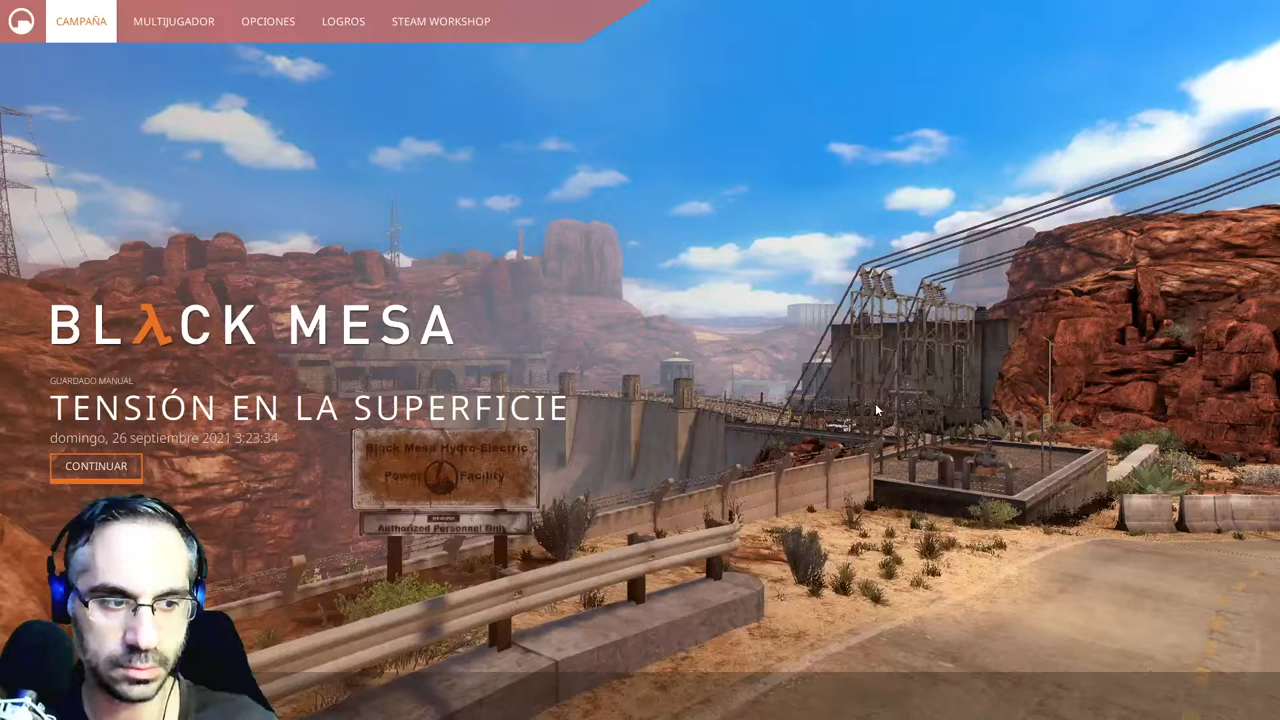 CAMPAÑA MULTIJUGADOR OPCIONES LOGROS STEAM WORKSHOP
BLλCK MESA
GUARDADO MANUAL
TENSIÓN EN LA SUPERFICIE
domingo, 26 septiembre 2021 3:23:34
CONTINUAR
Black Mesa Hydro-Electric
Power Facility
Authorized Personnel Only